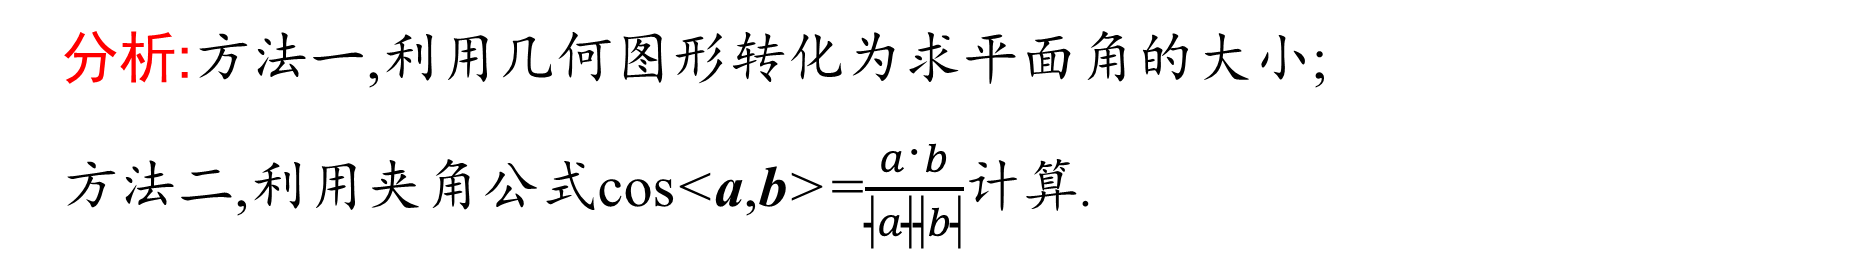 分析:方法一,利用几何图形转化为求平面角的大小;
方法二,利用夹角公式cos<a,b>=\frac{a·b}{|a||b|}计算.